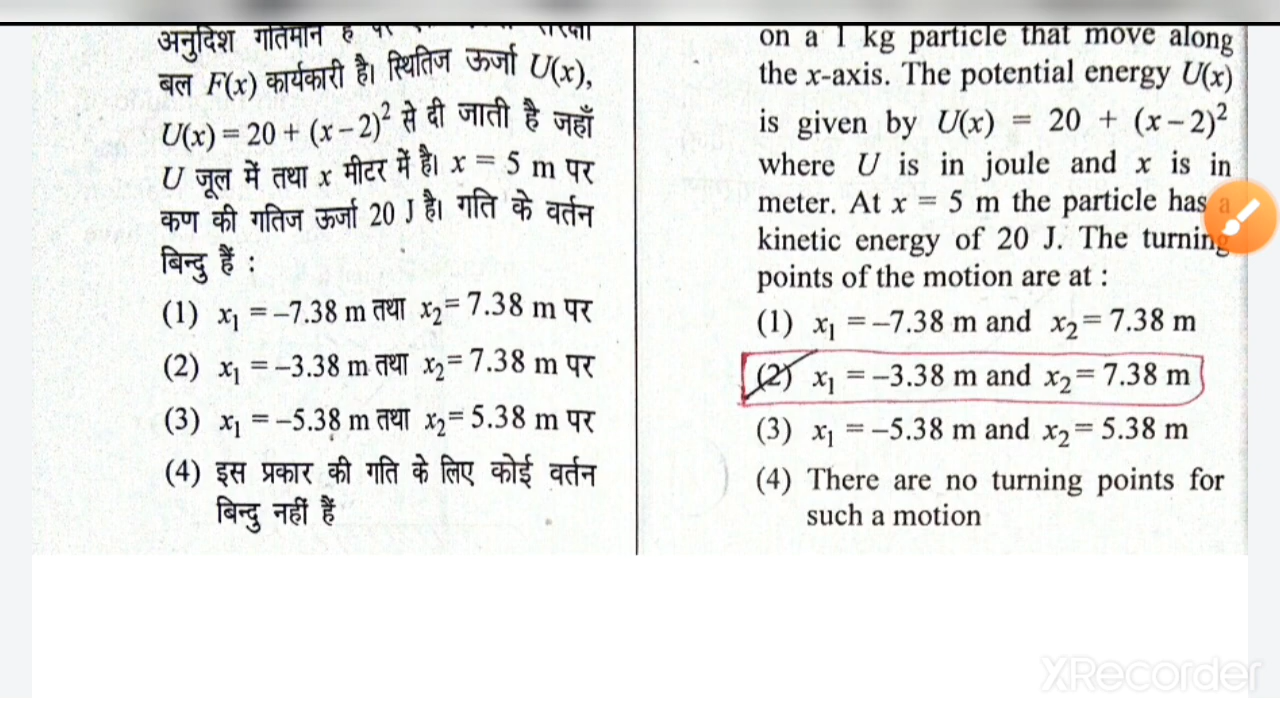 अनुदिश गतिमान है पर
बल F(x) कार्यकारी है। स्थितिज ऊर्जा U(x),
U(x) = 20 + (x – 2)² से दी जाती है जहाँ
U जूल में तथा x मीटर में है। x = 5 m पर
कण की गतिज ऊर्जा 20 J है। गति के वर्तन
बिन्दु हैं :
(1) x₁ = –7.38 m तथा x₂ = 7.38 m पर
(2) x₁ = –3.38 m तथा x₂ = 7.38 m पर
(3) x₁ = –5.38 m तथा x₂ = 5.38 m पर
(4) इस प्रकार की गति के लिए कोई वर्तन
बिन्दु नहीं हैं
on a 1 kg particle that move along
the x-axis. The potential energy U(x)
is given by U(x) = 20 + (x – 2)²
where U is in joule and x is in
meter. At x = 5 m the particle has a
kinetic energy of 20 J. The turning
points of the motion are at :
(1) x₁ = –7.38 m and x₂ = 7.38 m
(2) x₁ = –3.38 m and x₂ = 7.38 m
(3) x₁ = –5.38 m and x₂ = 5.38 m
(4) There are no turning points for
such a motion
XRecorder